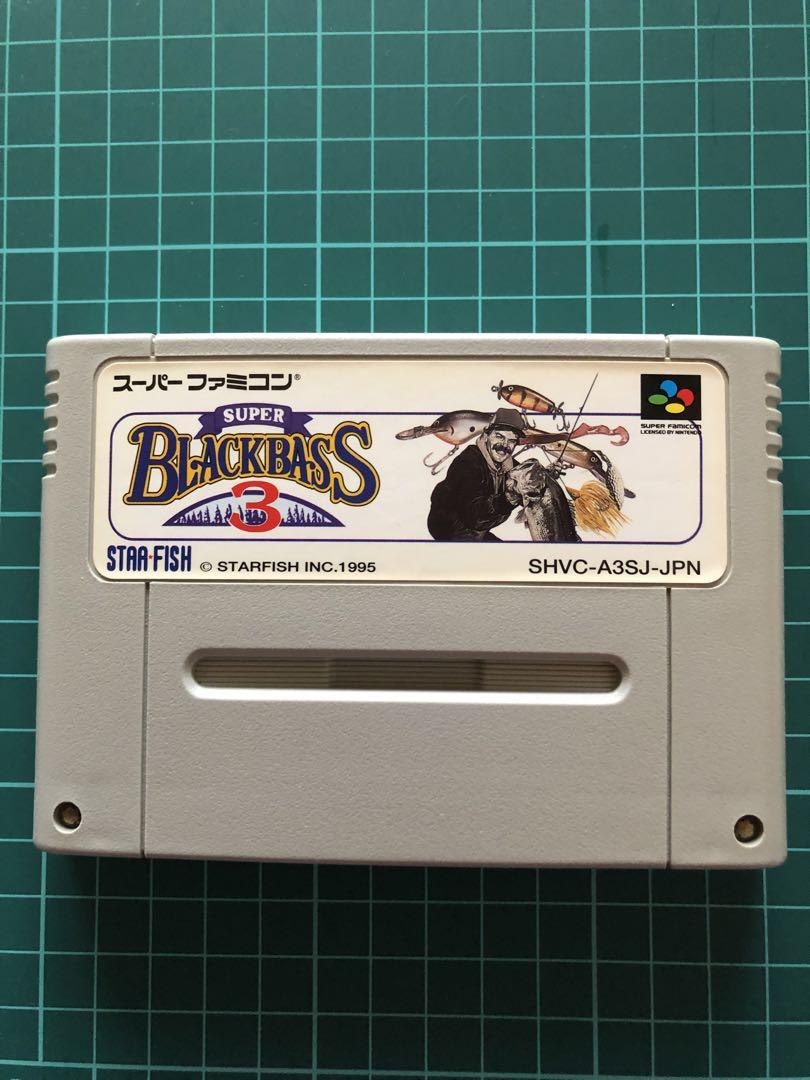 スーパーファミコン®
SUPER
BLACKBASS
3
SUPER FAMICOM
LICENSED BY NINTENDO
STAR★FISH © STARFISH INC.1995
SHVC-A3SJ-JPN